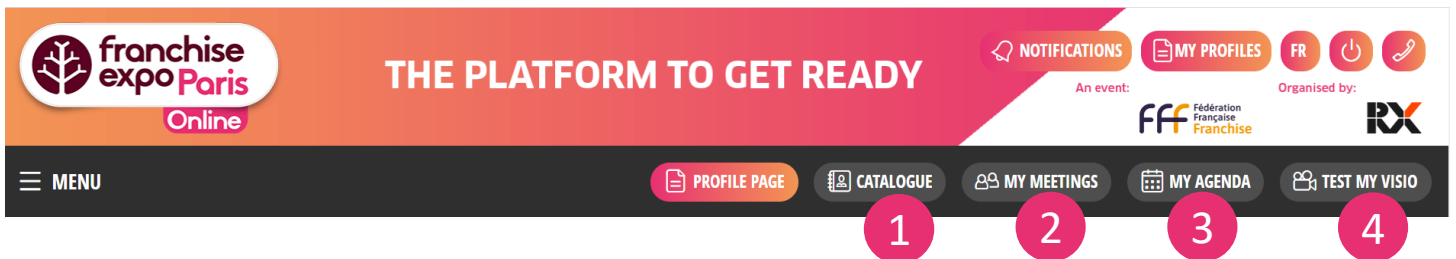 franchise
expo Paris
Online
THE PLATFORM TO GET READY
NOTIFICATIONS
MY PROFILES
FR
An event:
Organised by:
FFF Fédération
Française
Franchise
RX
MENU
PROFILE PAGE
CATALOGUE
MY MEETINGS
MY AGENDA
TEST MY VISIO
1
2
3
4